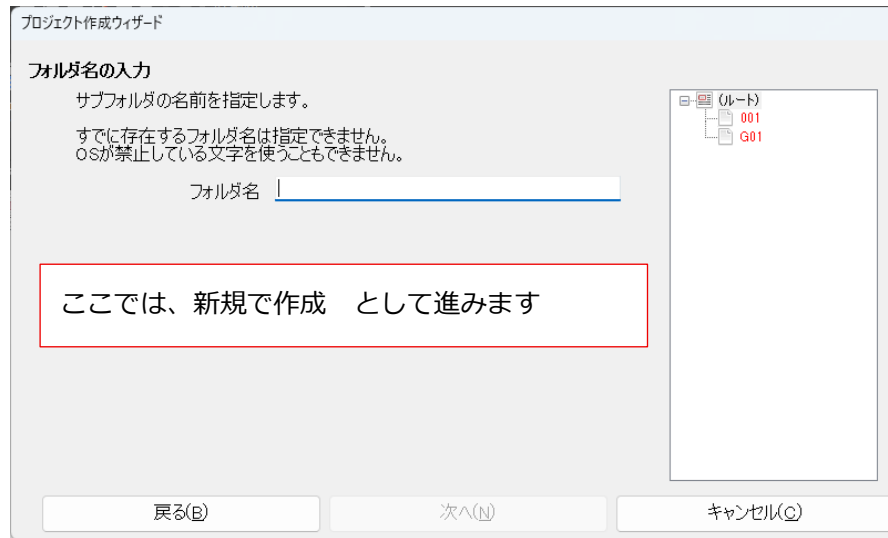 プロジェクト作成ウィザード
フォルダ名の入力
サブフォルダの名前を指定します。
すでに存在するフォルダ名は指定できません。
OSが禁止している文字を使うこともできません。
フォルダ名
(ルート)
001
G01
ここでは、新規で作成　として進みます
戻る(B)
次へ(N)
キャンセル(C)